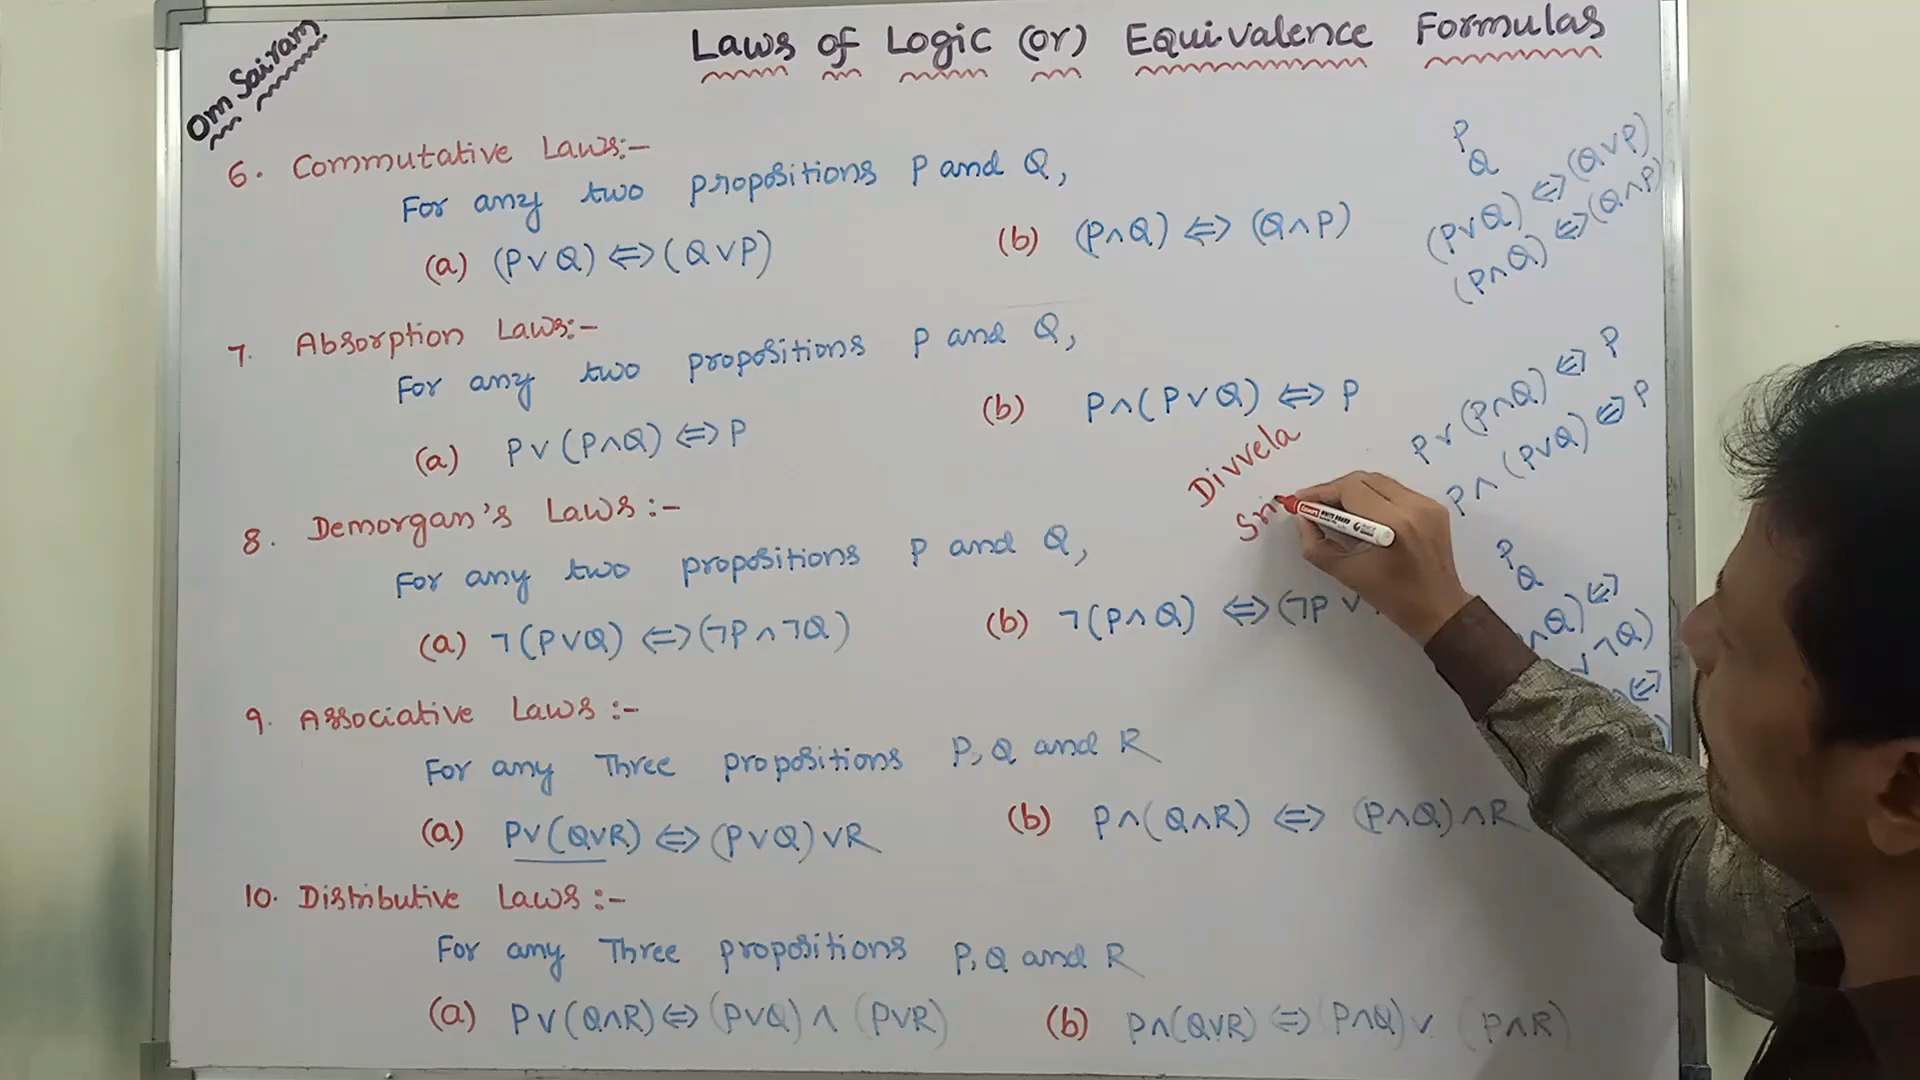 Om Sairam
Laws of Logic (or) Equivalence Formulas
6. Commutative Laws:-
For any two propositions P and Q,
(a) (P∨Q) ⇔ (Q∨P)
(b) (P∧Q) ⇔ (Q∧P)
P
Q
(P∨Q) ⇔ (Q∨P)
(P∧Q) ⇔ (Q∧P)
7. Absorption Laws:-
For any two propositions P and Q,
(a) P∨(P∧Q) ⇔ P
(b) P∧(P∨Q) ⇔ P
P∨(P∧Q) ⇔ P
P∧(P∨Q) ⇔ P
Divvela
Sri
8. Demorgan's Laws:-
For any two propositions P and Q,
(a) ¬(P∨Q) ⇔ (¬P∧¬Q)
(b) ¬(P∧Q) ⇔ (¬P∨
P
Q
∧Q) ⇔
∨¬Q)
⇔
9. Associative Laws:-
For any Three propositions P, Q and R
(a) P∨(Q∨R) ⇔ (P∨Q)∨R
(b) P∧(Q∧R) ⇔ (P∧Q)∧R
10. Distributive Laws:-
For any Three propositions P, Q and R
(a) P∨(Q∧R) ⇔ (P∨Q)∧(P∨R)
(b) P∧(Q∨R) ⇔ (P∧Q)∨(P∧R)